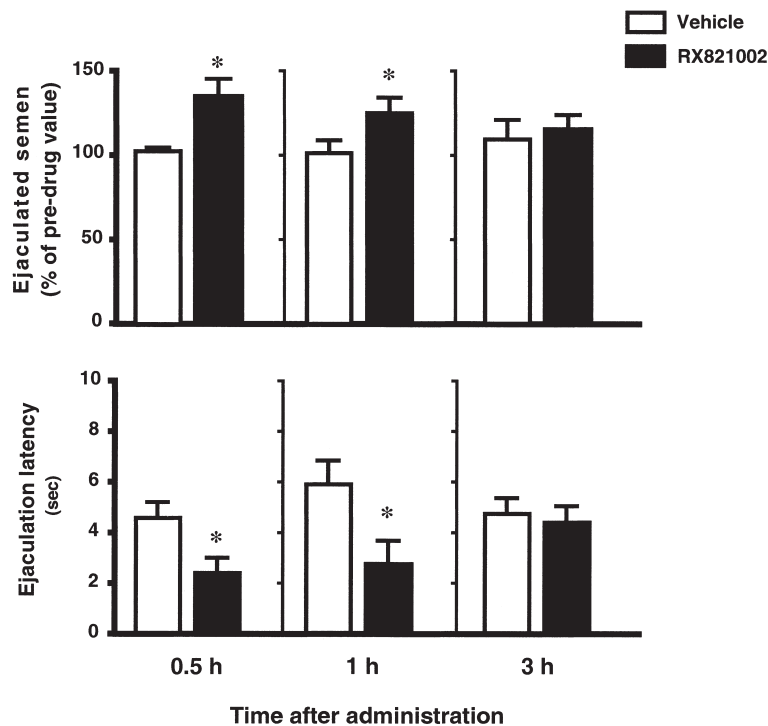 Vehicle
RX821002
Ejaculated semen
(% of pre-drug value)
150
100
50
0
*
*
Ejaculation latency
(sec)
10
8
6
4
2
0
*
*
0.5 h
1 h
3 h
Time after administration